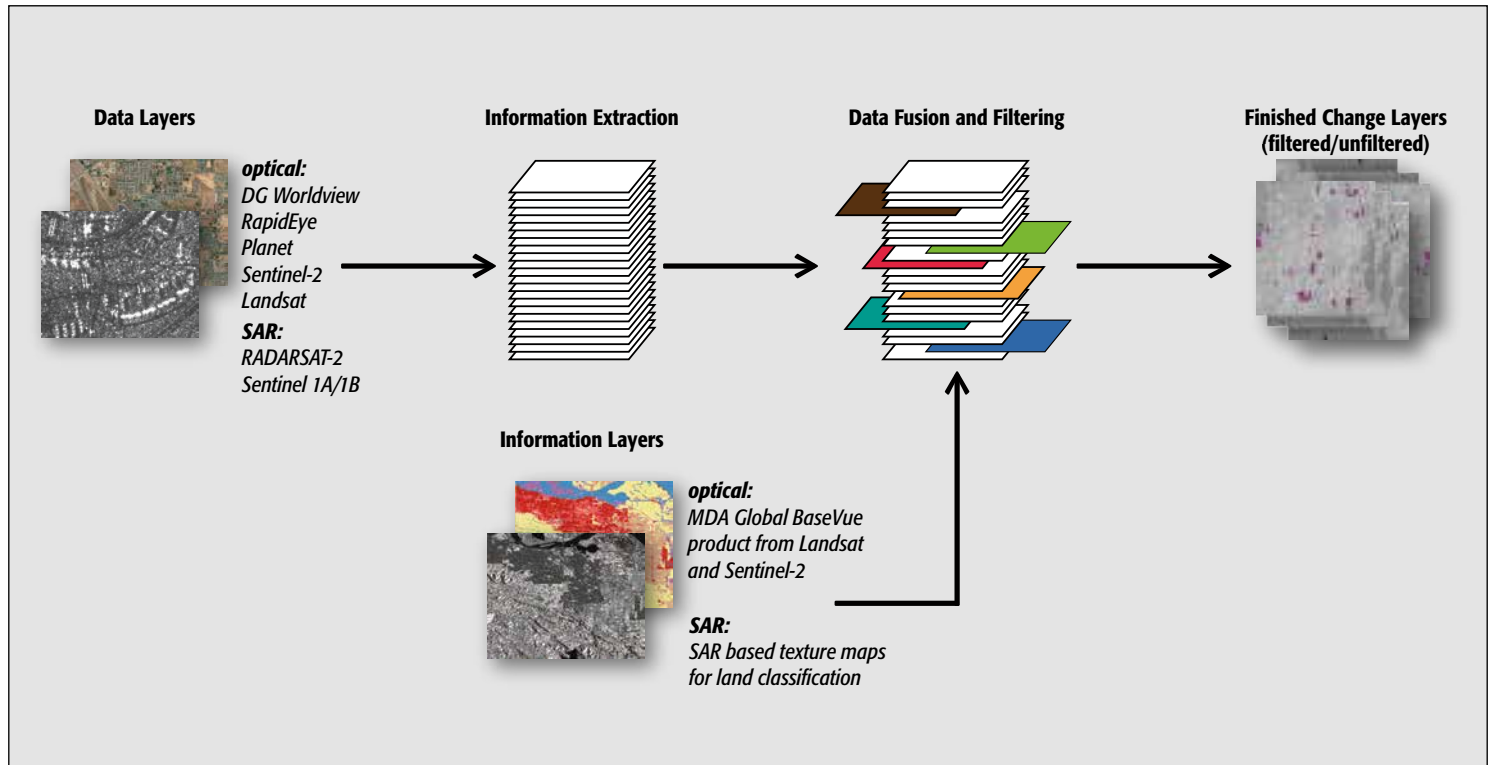 Data Layers
optical:
DG Worldview
RapidEye
Planet
Sentinel-2
Landsat
SAR:
RADARSAT-2
Sentinel 1A/1B
Information Extraction
Data Fusion and Filtering
Finished Change Layers
(filtered/unfiltered)
Information Layers
optical:
MDA Global BaseVue
product from Landsat
and Sentinel-2
SAR:
SAR based texture maps
for land classification